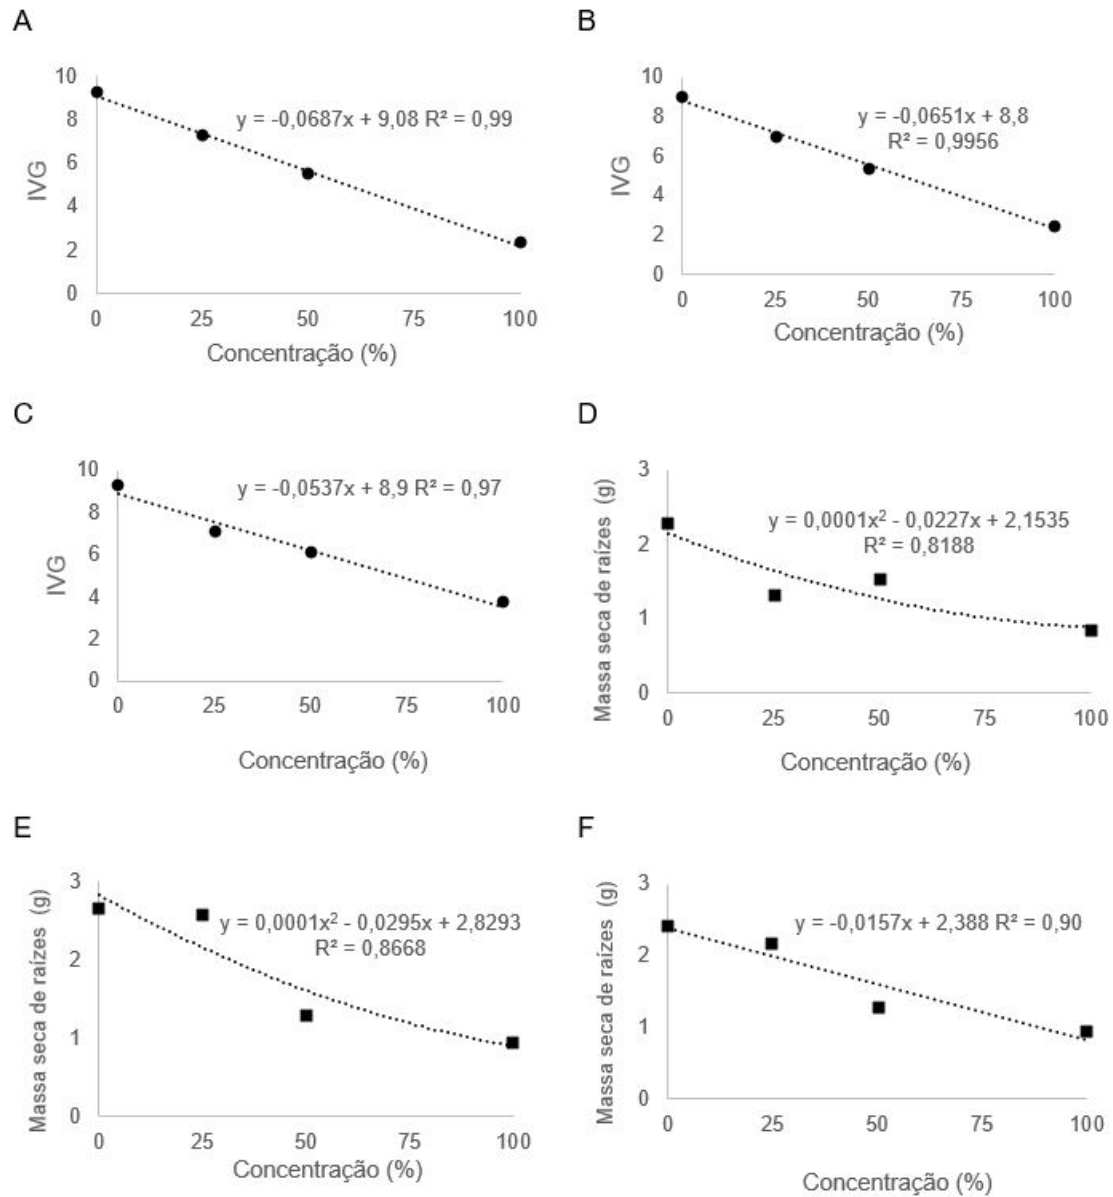 A
10
8
6
4
2
0
IVG
y = -0,0687x + 9,08 R² = 0,99
0 25 50 75 100
Concentração (%)
B
10
8
6
4
2
0
IVG
y = -0,0651x + 8,8
R² = 0,9956
0 25 50 75 100
Concentração (%)
C
10
8
6
4
2
0
IVG
y = -0,0537x + 8,9 R² = 0,97
0 25 50 75 100
Concentração (%)
D
3
2
1
0
Massa seca de raízes (g)
y = 0,0001x² - 0,0227x + 2,1535
R² = 0,8188
0 25 50 75 100
Concentração (%)
E
3
2
1
0
Massa seca de raízes (g)
y = 0,0001x² - 0,0295x + 2,8293
R² = 0,8668
0 25 50 75 100
Concentração (%)
F
3
2
1
0
Massa seca de raízes (g)
y = -0,0157x + 2,388 R² = 0,90
0 25 50 75 100
Concentração (%)